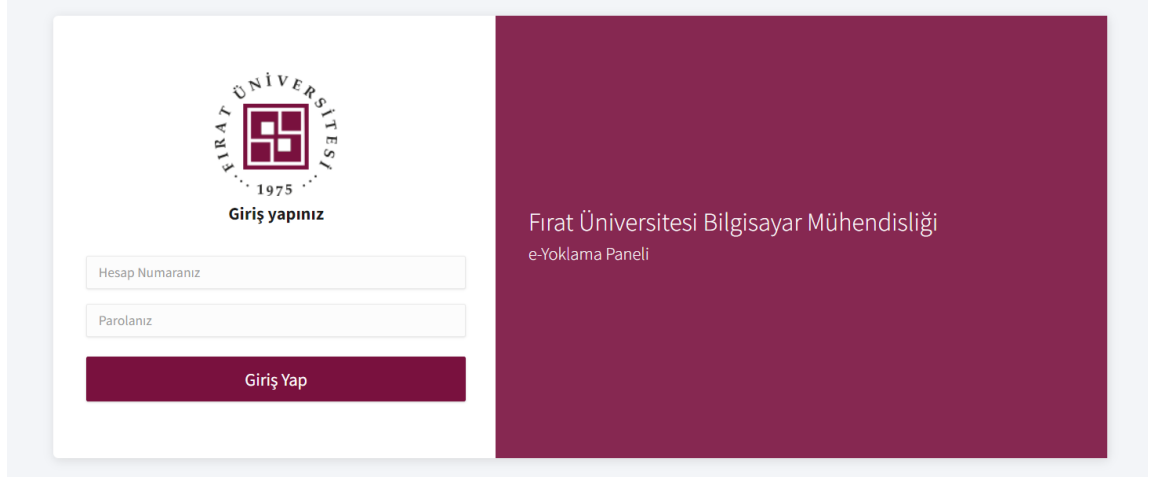 FIRAT ÜNİVERSİTESİ
1975
Giriş yapınız
Hesap Numaranız
Parolanız
Giriş Yap
Fırat Üniversitesi Bilgisayar Mühendisliği
e-Yoklama Paneli